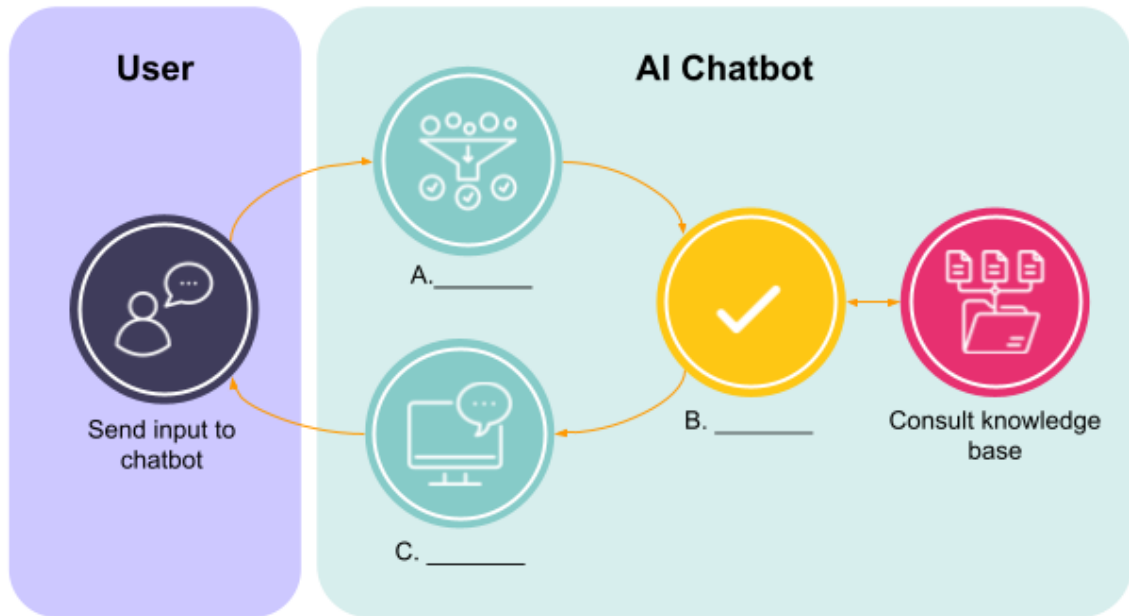 User
AI Chatbot
A.________
Send input to
chatbot
B. ________
Consult knowledge
base
C. ________